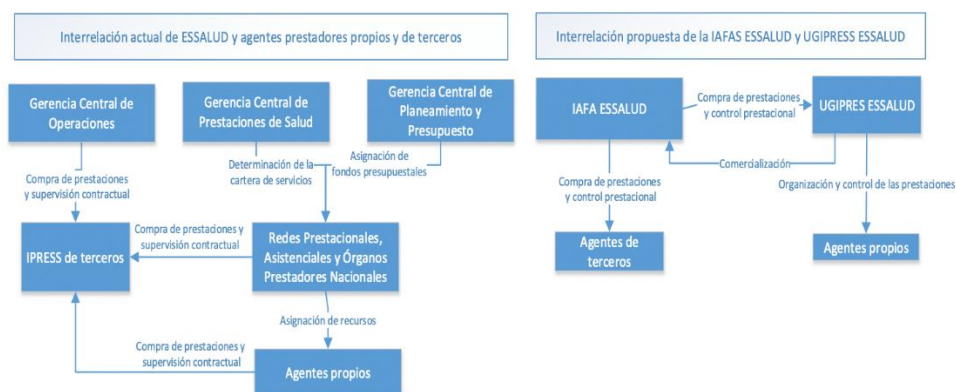 Interrelación actual de ESSALUD y agentes prestadores propios y de terceros
Gerencia Central de
Operaciones
Gerencia Central de
Prestaciones de Salud
Gerencia Central de
Planeamiento y
Presupuesto
Determinación de la
cartera de servicios
Asignación de
fondos presupuestales
Compra de prestaciones
y supervisión contractual
Compra de prestaciones y
supervisión contractual
IPRESS de terceros
Redes Prestacionales,
Asistenciales y Órganos
Prestadores Nacionales
Asignación de recursos
Compra de prestaciones y
supervisión contractual
Agentes propios
Interrelación propuesta de la IAFAS ESSALUD y UGIPRESS ESSALUD
IAFA ESSALUD
Compra de prestaciones
y control prestacional
UGIPRES ESSALUD
Comercialización
Compra de prestaciones
y control prestacional
Organización y control de las prestaciones
Agentes de
terceros
Agentes propios